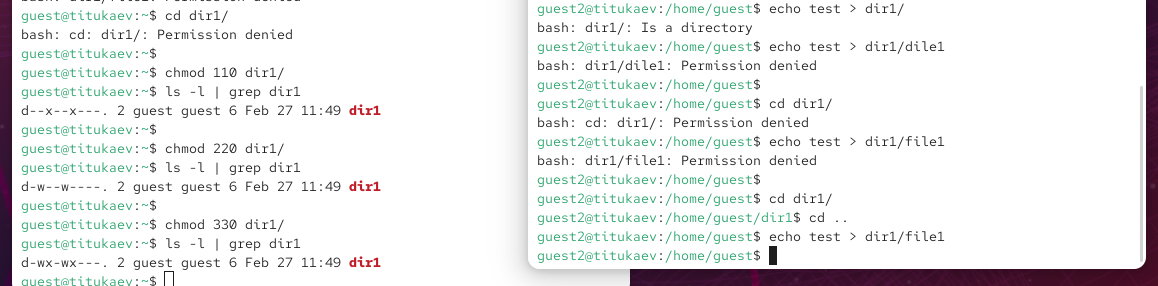 guest@titukaev:~$ cd dir1/
bash: cd: dir1/: Permission denied
guest@titukaev:~$
guest@titukaev:~$ chmod 110 dir1/
guest@titukaev:~$ ls -l | grep dir1
d--x--x---. 2 guest guest 6 Feb 27 11:49 dir1
guest@titukaev:~$
guest@titukaev:~$ chmod 220 dir1/
guest@titukaev:~$ ls -l | grep dir1
d-w--w----. 2 guest guest 6 Feb 27 11:49 dir1
guest@titukaev:~$
guest@titukaev:~$ chmod 330 dir1/
guest@titukaev:~$ ls -l | grep dir1
d-wx-wx---. 2 guest guest 6 Feb 27 11:49 dir1
guest@titukaev:~$
guest2@titukaev:/home/guest$ echo test > dir1/
bash: dir1/: Is a directory
guest2@titukaev:/home/guest$ echo test > dir1/dile1
bash: dir1/dile1: Permission denied
guest2@titukaev:/home/guest$
guest2@titukaev:/home/guest$ cd dir1/
bash: cd: dir1/: Permission denied
guest2@titukaev:/home/guest$ echo test > dir1/file1
bash: dir1/file1: Permission denied
guest2@titukaev:/home/guest$
guest2@titukaev:/home/guest$ cd dir1/
guest2@titukaev:/home/guest/dir1$ cd ..
guest2@titukaev:/home/guest$ echo test > dir1/file1
guest2@titukaev:/home/guest$